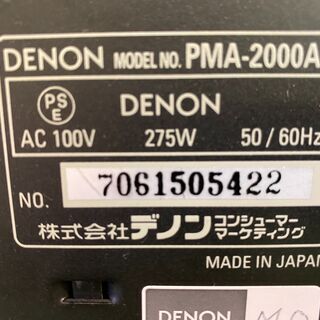 DENON MODEL NO. PMA-2000A
PS
E
DENON
AC 100V 275W 50/60Hz
NO. 7061505422
株式会社デノン コンシューマー
マーケティング
MADE IN JAPAN
DENON